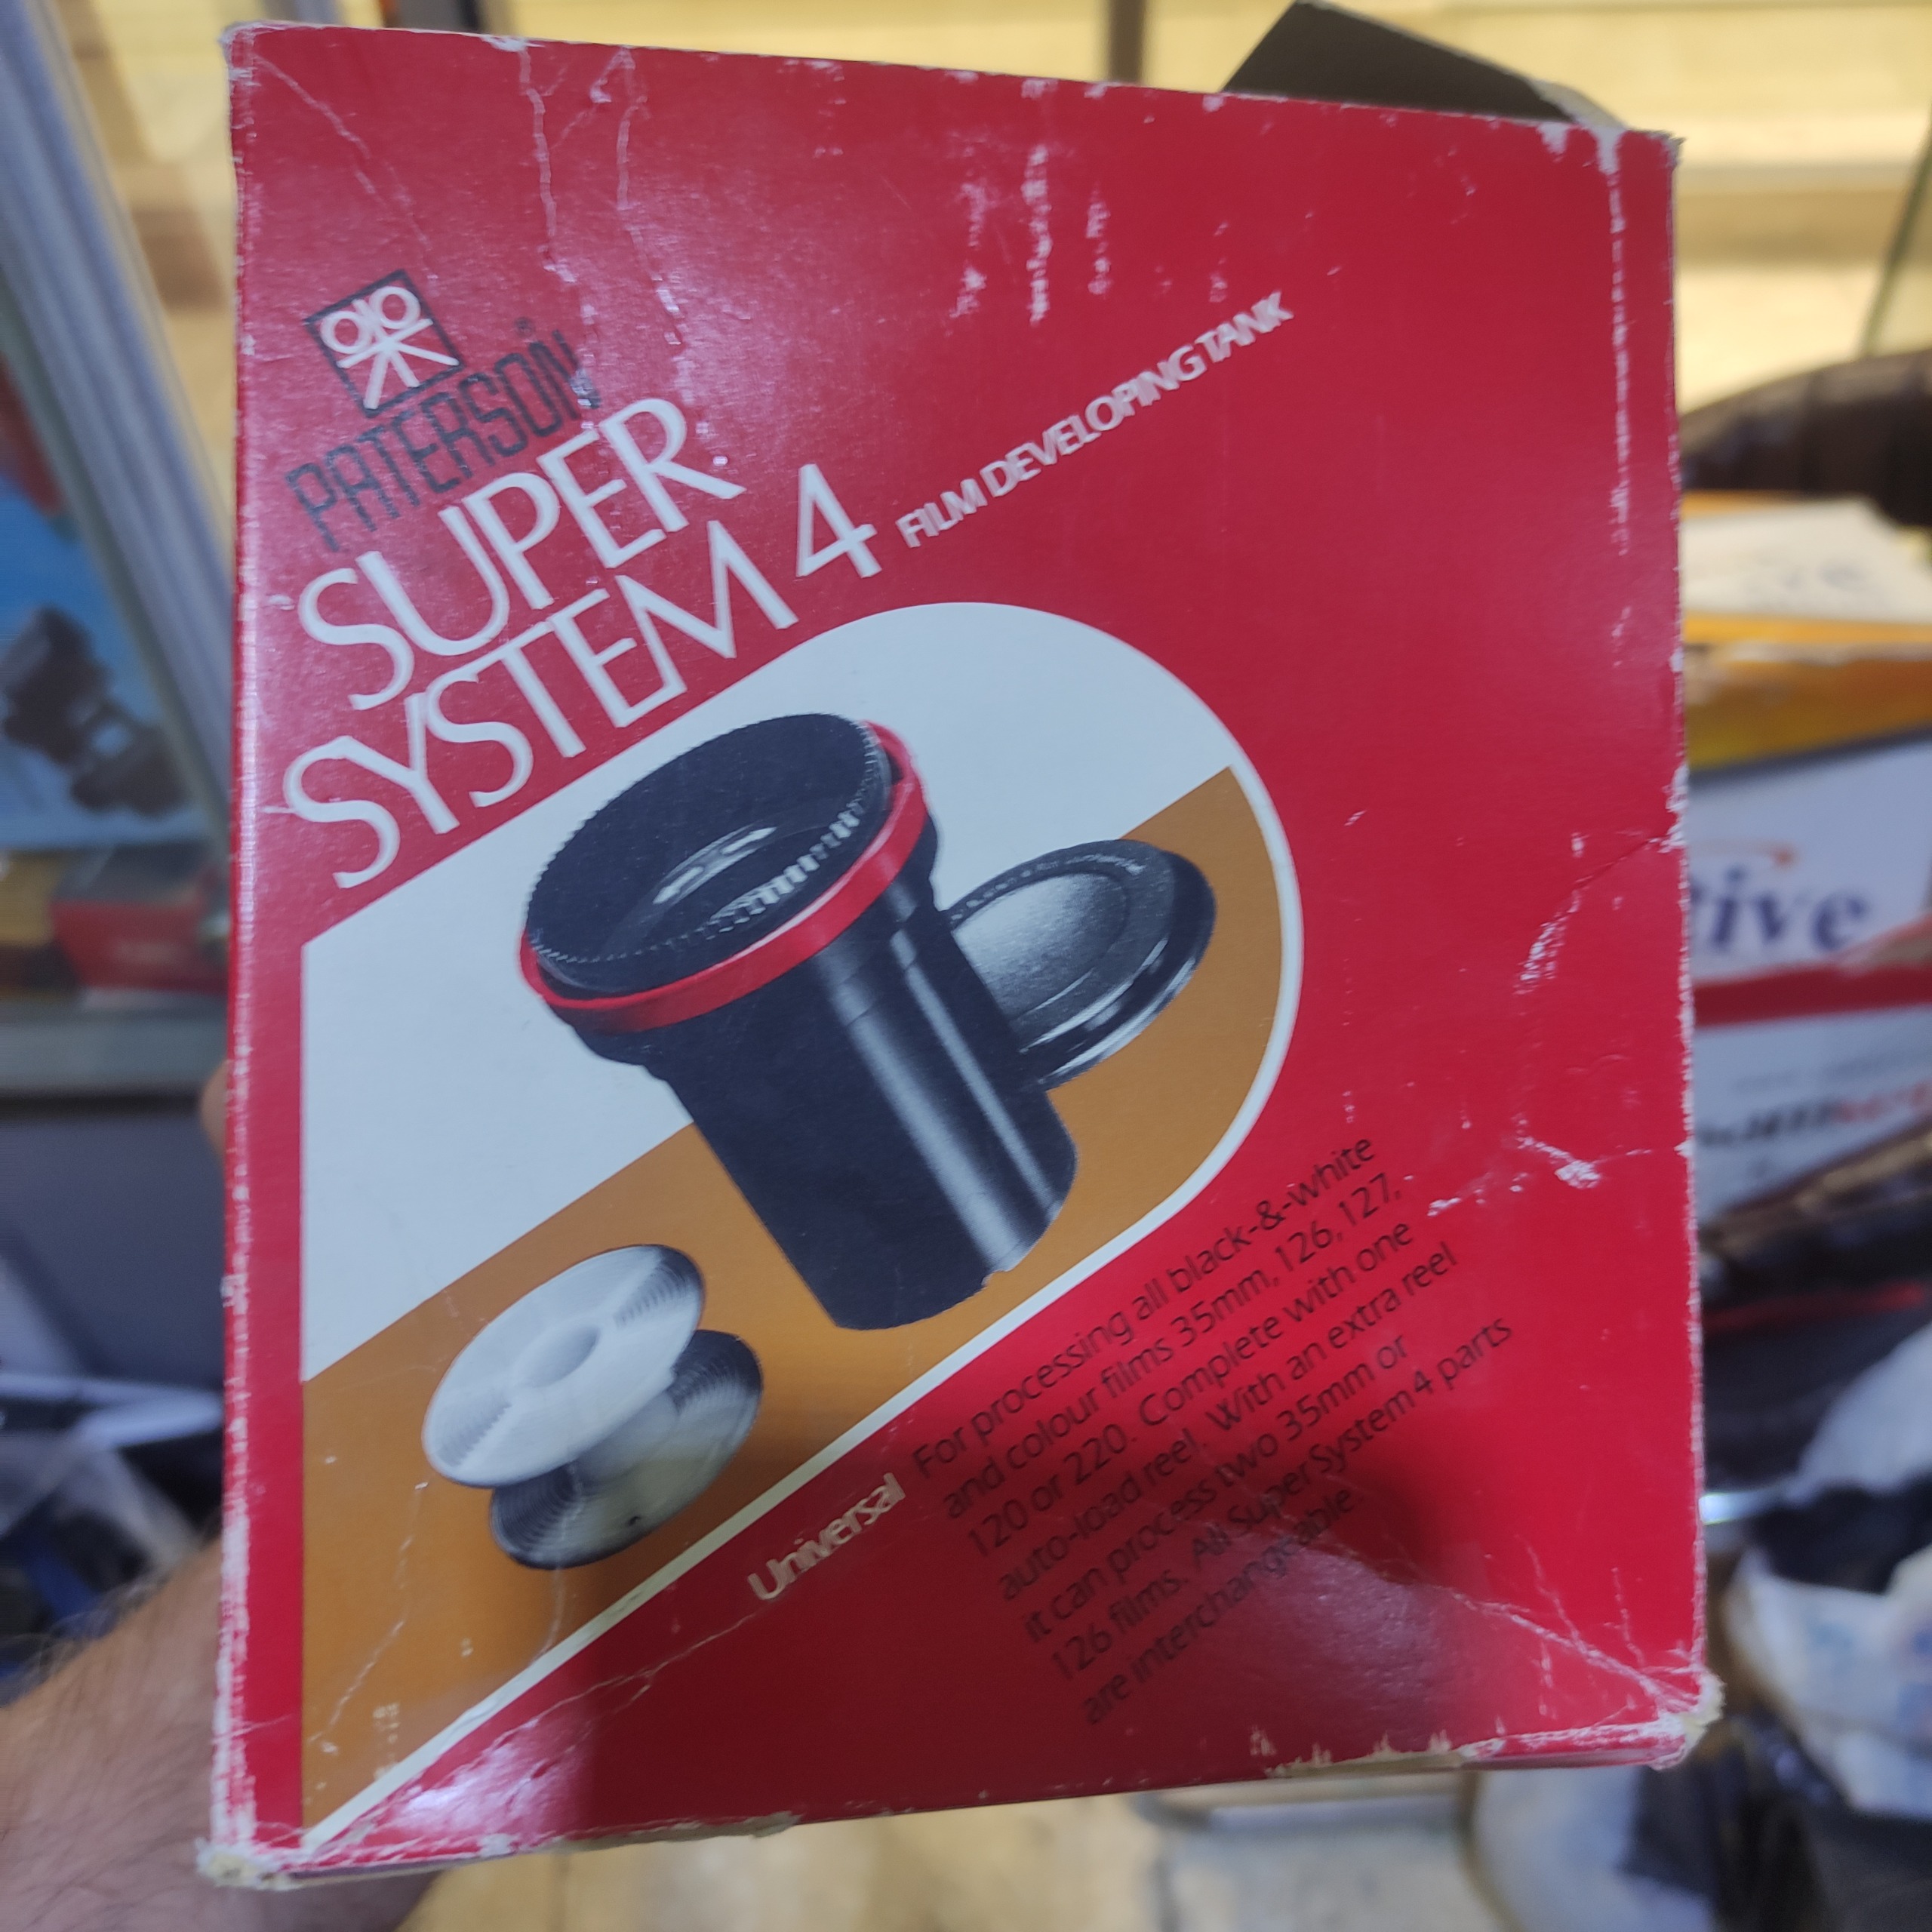 PATERSON
SUPER
SYSTEM 4 FILM DEVELOPING TANK
Universal
For processing all black-&-white
and colour films 35mm, 126, 127,
120 or 220. Complete with one
auto-load reel. With an extra reel
it can process two 35mm or
126 films. All Super System 4 parts
are interchangeable.
tive